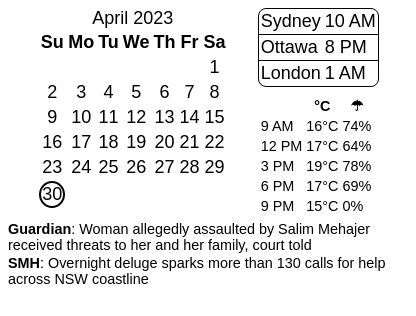 April 2023
Su Mo Tu We Th Fr Sa
1
2 3 4 5 6 7 8
9 10 11 12 13 14 15
16 17 18 19 20 21 22
23 24 25 26 27 28 29
30
Sydney 10 AM
Ottawa 8 PM
London 1 AM
°C ☂
9 AM 16°C 74%
12 PM 17°C 64%
3 PM 19°C 78%
6 PM 17°C 69%
9 PM 15°C 0%
Guardian: Woman allegedly assaulted by Salim Mehajer
received threats to her and her family, court told
SMH: Overnight deluge sparks more than 130 calls for help
across NSW coastline